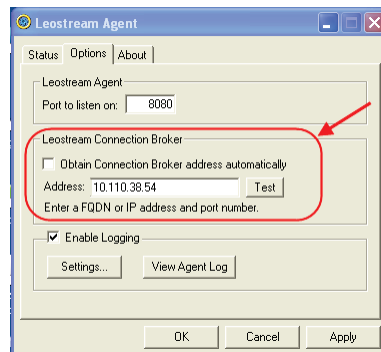 Leostream Agent
Status Options About
Leostream Agent
Port to listen on: 8080
Leostream Connection Broker
Obtain Connection Broker address automatically
Address: 10.110.38.54 Test
Enter a FQDN or IP address and port number.
Enable Logging
Settings... View Agent Log
OK Cancel Apply